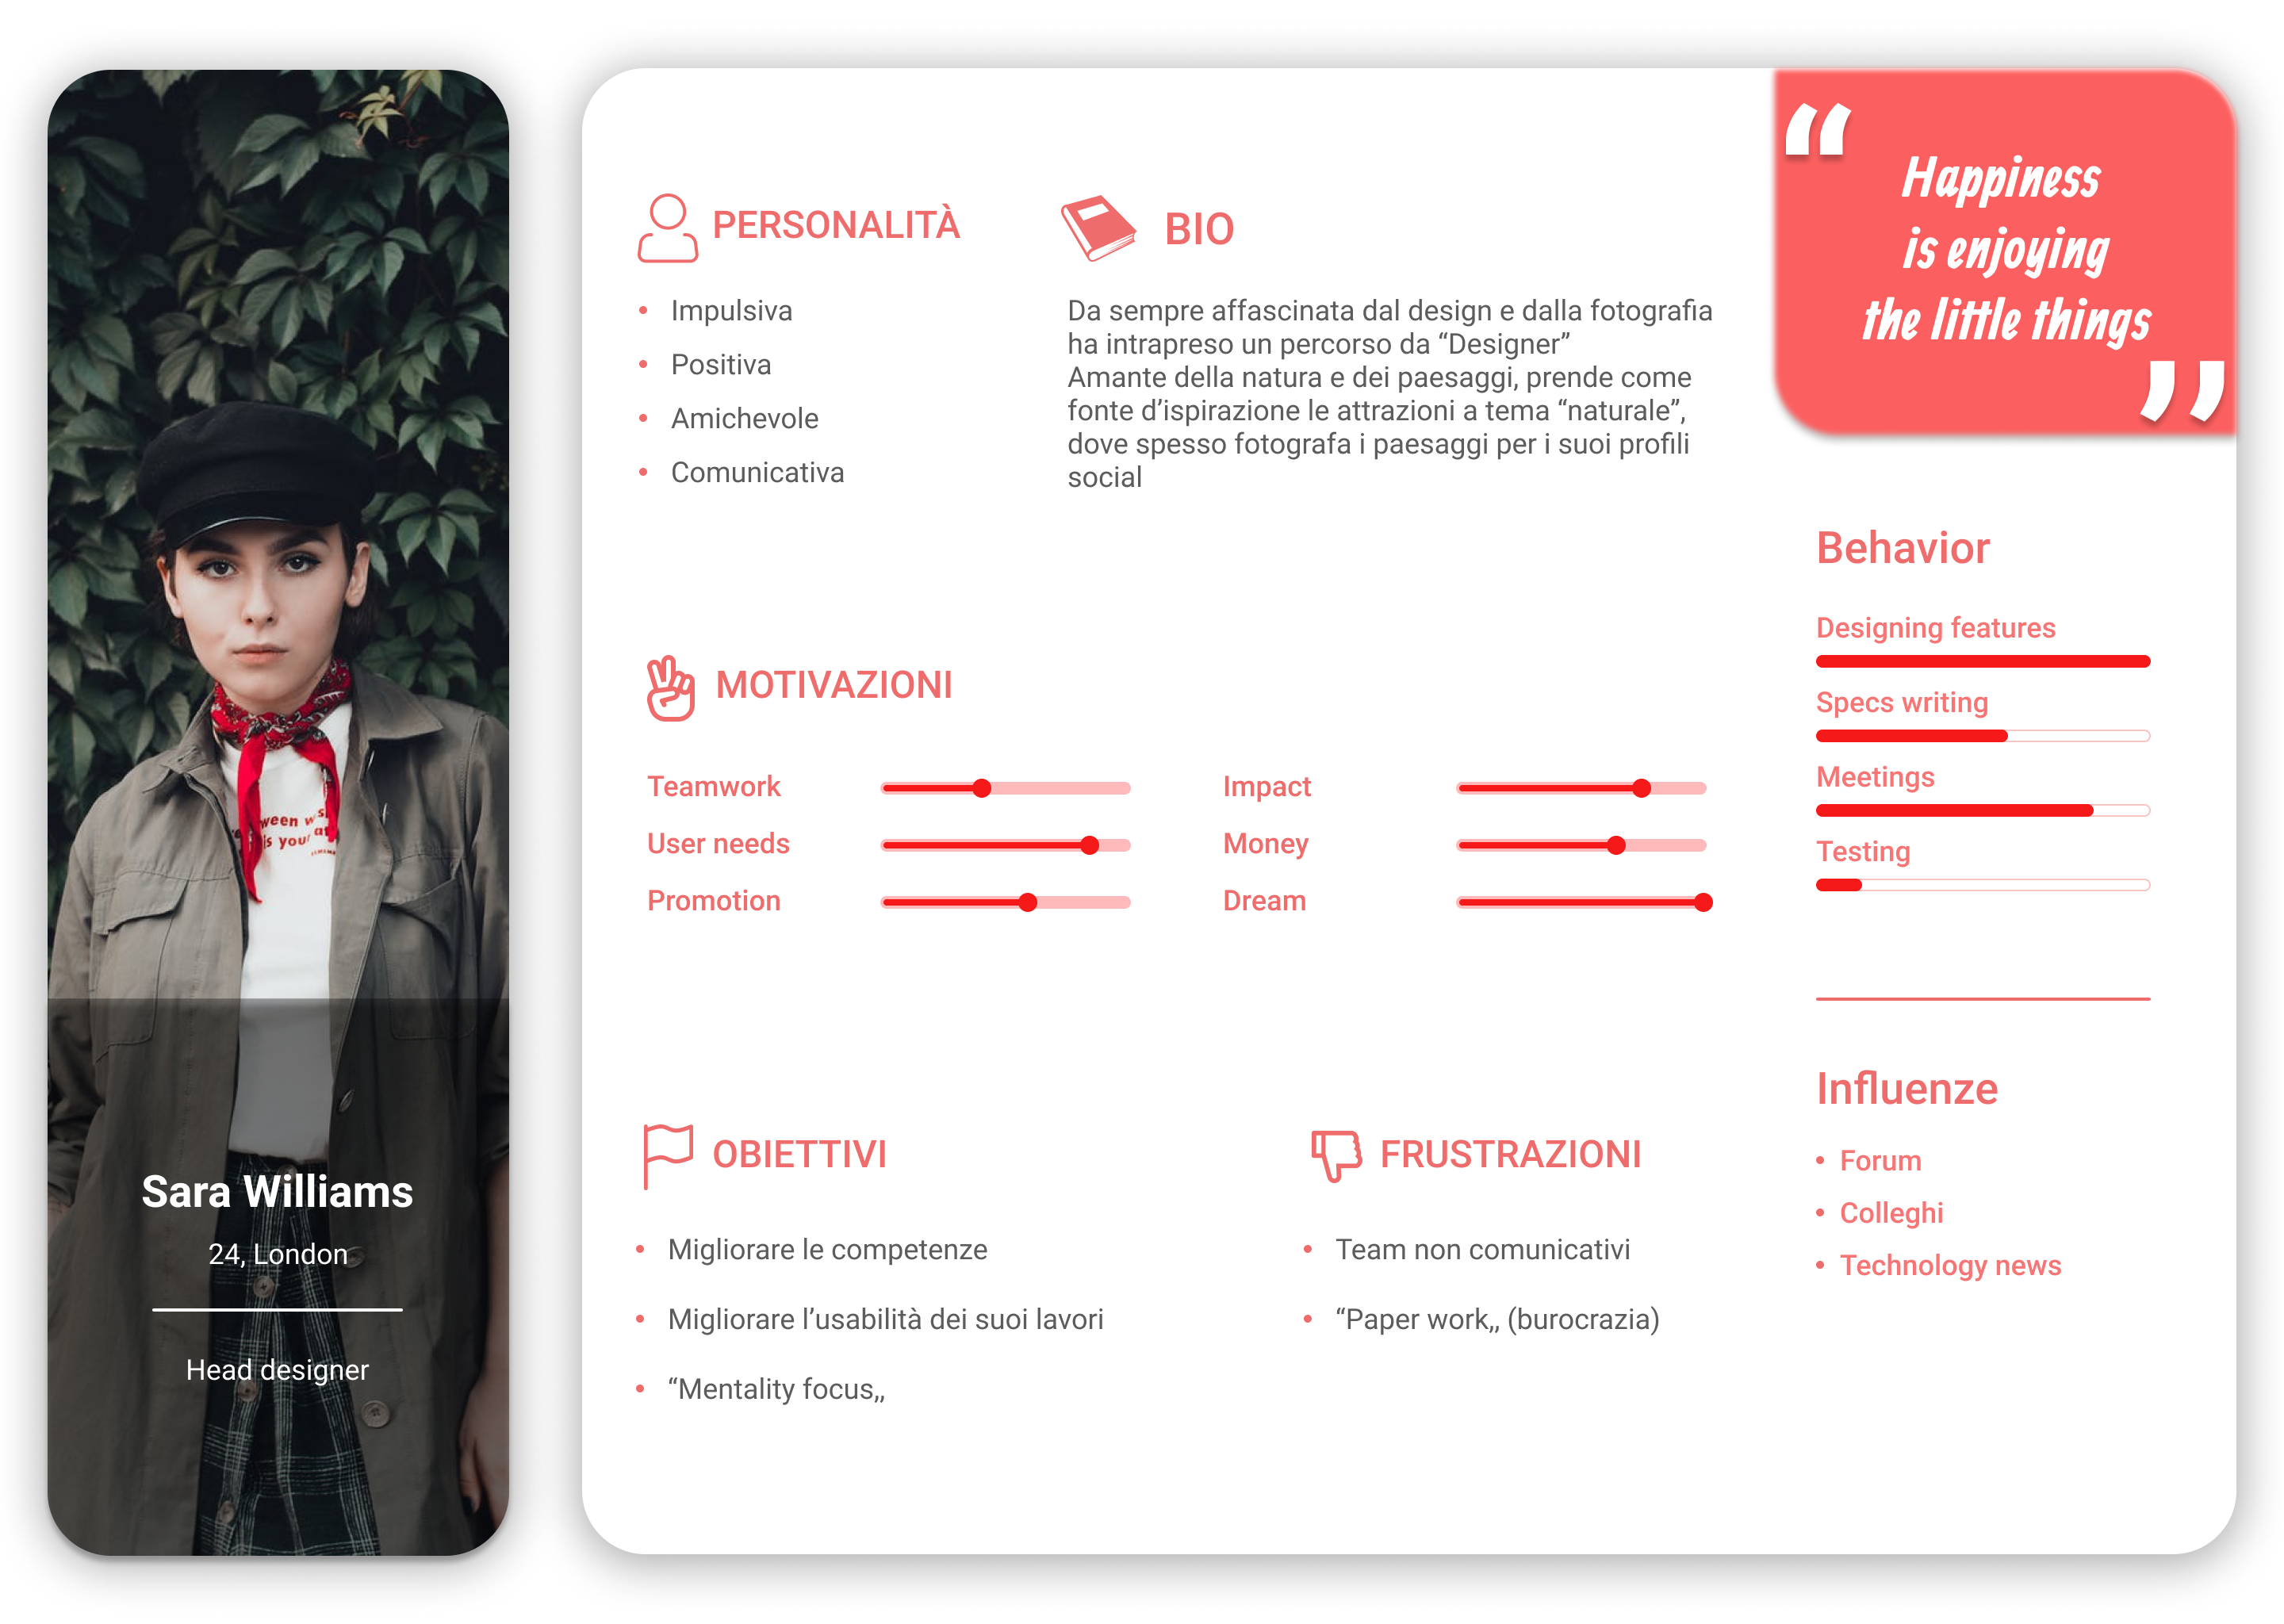 ween w
is you at
Sara Williams
24, London
Head designer
PERSONALITÀ
Impulsiva
Positiva
Amichevole
Comunicativa
BIO
Da sempre affascinata dal design e dalla fotografia
ha intrapreso un percorso da “Designer”
Amante della natura e dei paesaggi, prende come
fonte d’ispirazione le attrazioni a tema “naturale”,
dove spesso fotografa i paesaggi per i suoi profili
social
MOTIVAZIONI
Teamwork
User needs
Promotion
Impact
Money
Dream
OBIETTIVI
Migliorare le competenze
Migliorare l’usabilità dei suoi lavori
“Mentality focus„
FRUSTRAZIONI
Team non comunicativi
“Paper work„ (burocrazia)
“Happiness
is enjoying
the little things”
Behavior
Designing features
Specs writing
Meetings
Testing
Influenze
Forum
Colleghi
Technology news